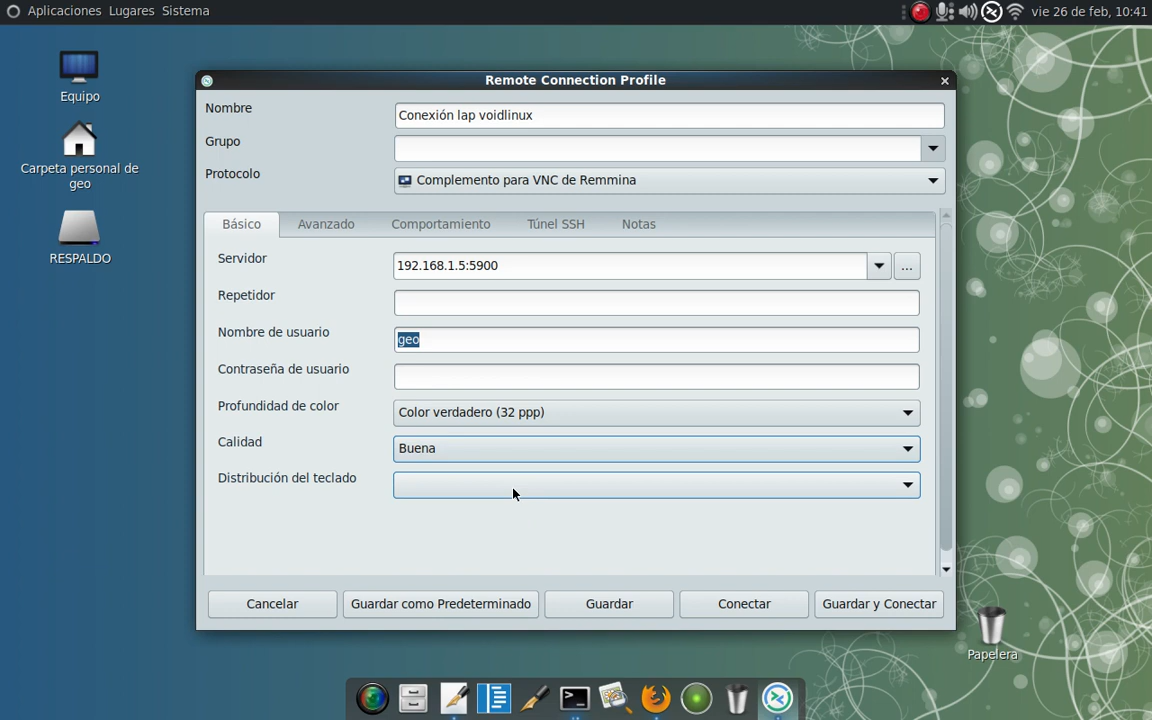 Aplicaciones Lugares Sistema
vie 26 de feb, 10:41
Equipo
Carpeta personal de
geo
RESPALDO
Remote Connection Profile
Nombre
Conexión lap voidlinux
Grupo
Protocolo
Complemento para VNC de Remmina
Básico
Avanzado
Comportamiento
Túnel SSH
Notas
Servidor
192.168.1.5:5900
...
Repetidor
Nombre de usuario
geo
Contraseña de usuario
Profundidad de color
Color verdadero (32 ppp)
Calidad
Buena
Distribución del teclado
Cancelar
Guardar como Predeterminado
Guardar
Conectar
Guardar y Conectar
Papelera